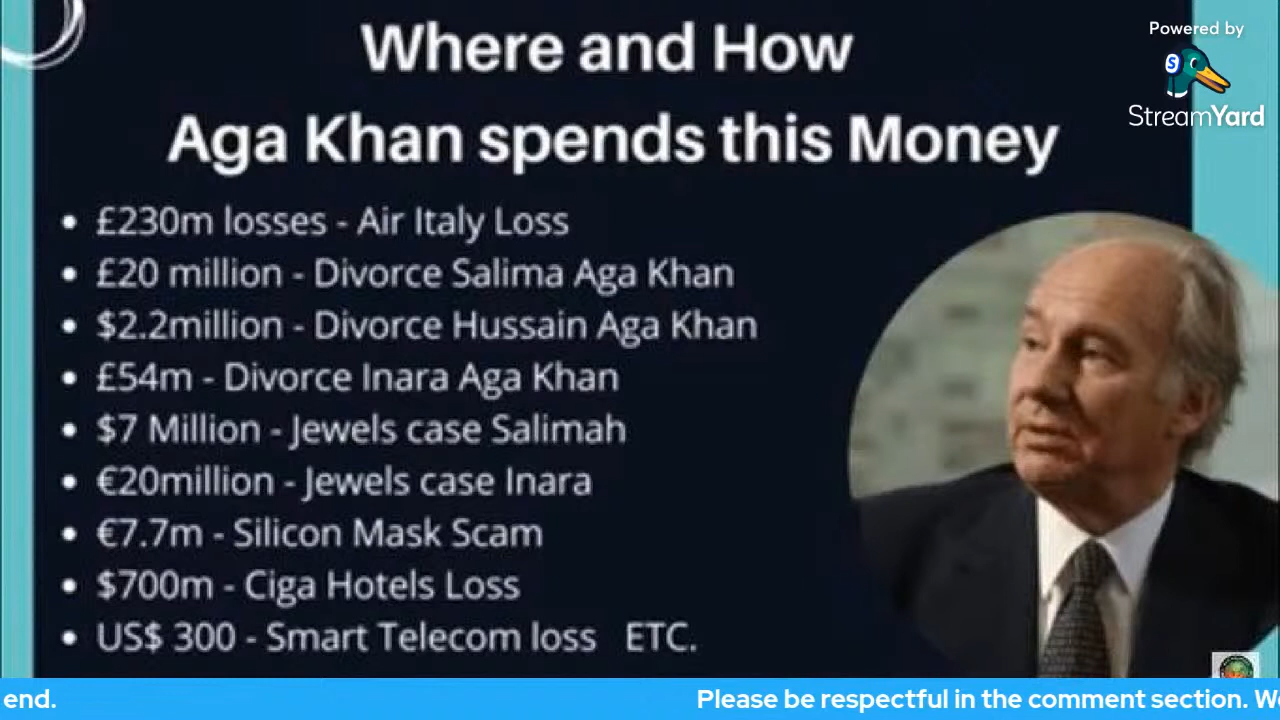 Where and How
Aga Khan spends this Money
• £230m losses - Air Italy Loss
• £20 million - Divorce Salima Aga Khan
• $2.2million - Divorce Hussain Aga Khan
• £54m - Divorce Inara Aga Khan
• $7 Million - Jewels case Salimah
• €20million - Jewels case Inara
• €7.7m - Silicon Mask Scam
• $700m - Ciga Hotels Loss
• US$ 300 - Smart Telecom loss ETC.
Powered by
S
StreamYard
end. Please be respectful in the comment section.